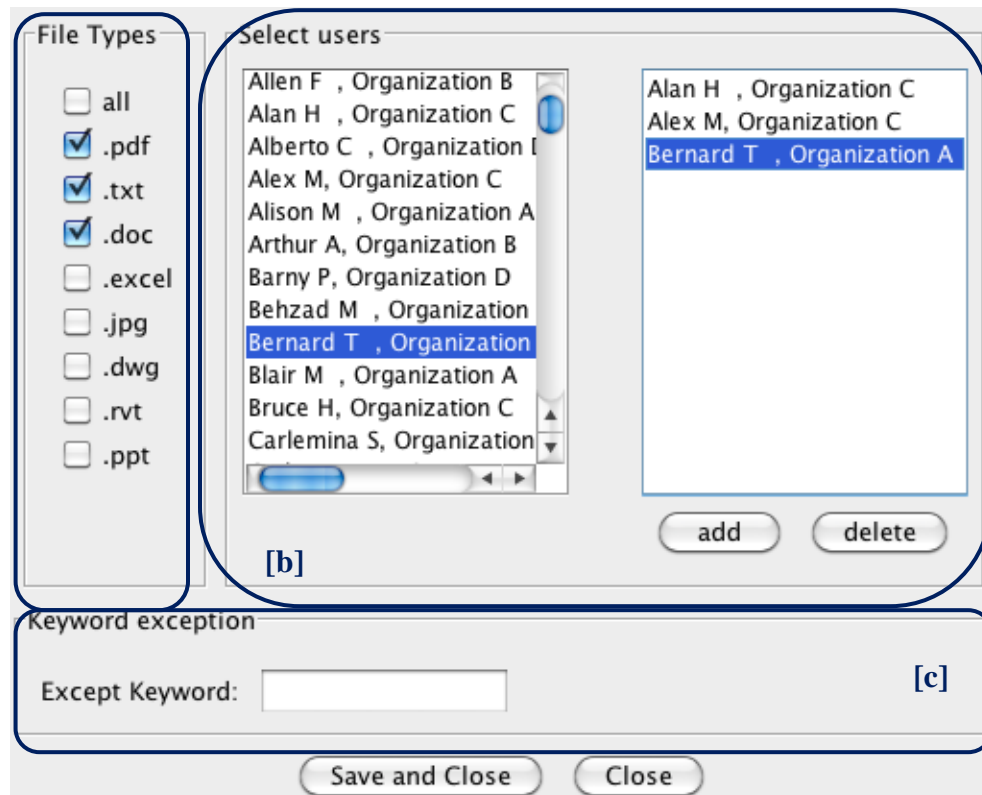 File Types
all
.pdf
.txt
.doc
.excel
.jpg
.dwg
.rvt
.ppt
Select users
Allen F , Organization B
Alan H , Organization C
Alberto C , Organization
Alex M, Organization C
Alison M , Organization A
Arthur A, Organization B
Barny P, Organization D
Behzad M , Organization
Bernard T , Organization
Blair M , Organization A
Bruce H, Organization C
Carlemina S, Organization
Alan H , Organization C
Alex M, Organization C
Bernard T , Organization A
add delete
[b]
Keyword exception
Except Keyword:
[c]
Save and Close Close